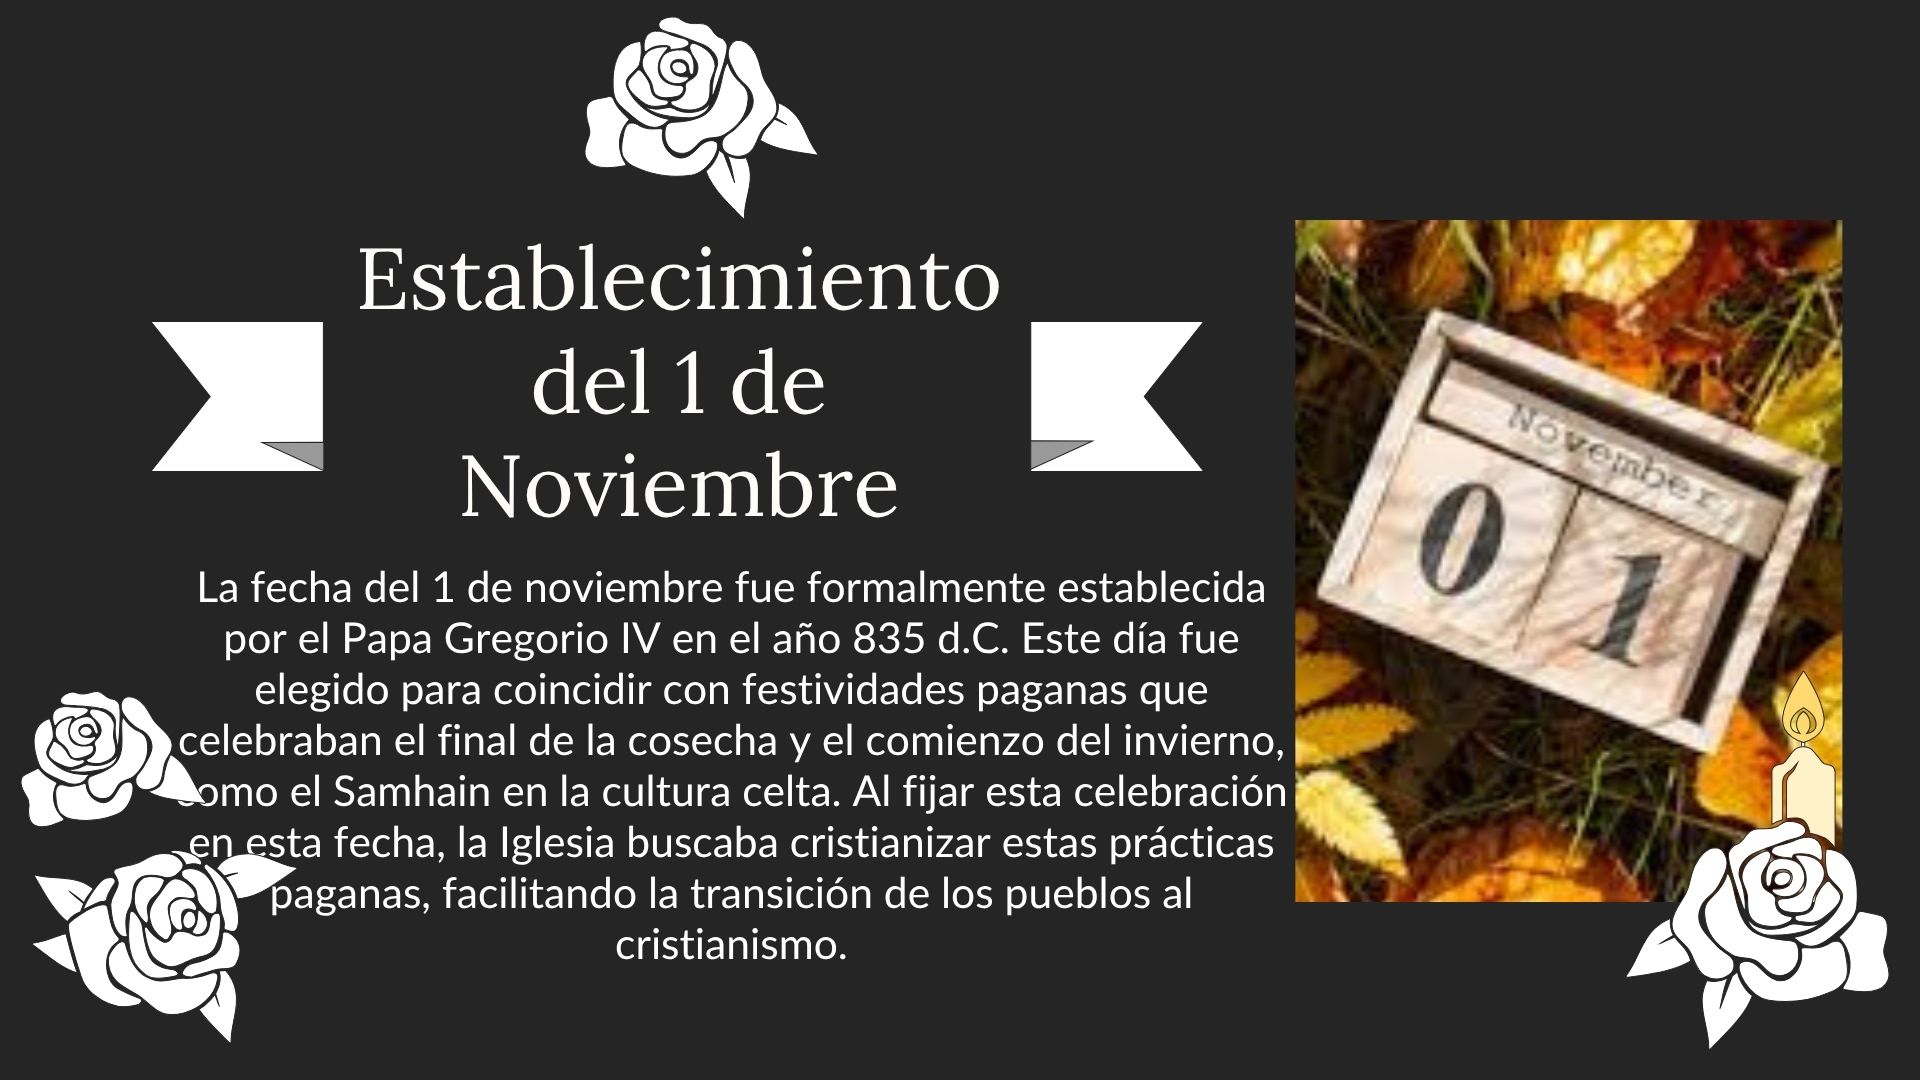 Establecimiento
del 1 de
Noviembre
La fecha del 1 de noviembre fue formalmente establecida
por el Papa Gregorio IV en el año 835 d.C. Este día fue
elegido para coincidir con festividades paganas que
celebraban el final de la cosecha y el comienzo del invierno,
como el Samhain en la cultura celta. Al fijar esta celebración
en esta fecha, la Iglesia buscaba cristianizar estas prácticas
paganas, facilitando la transición de los pueblos al
cristianismo.
November
01